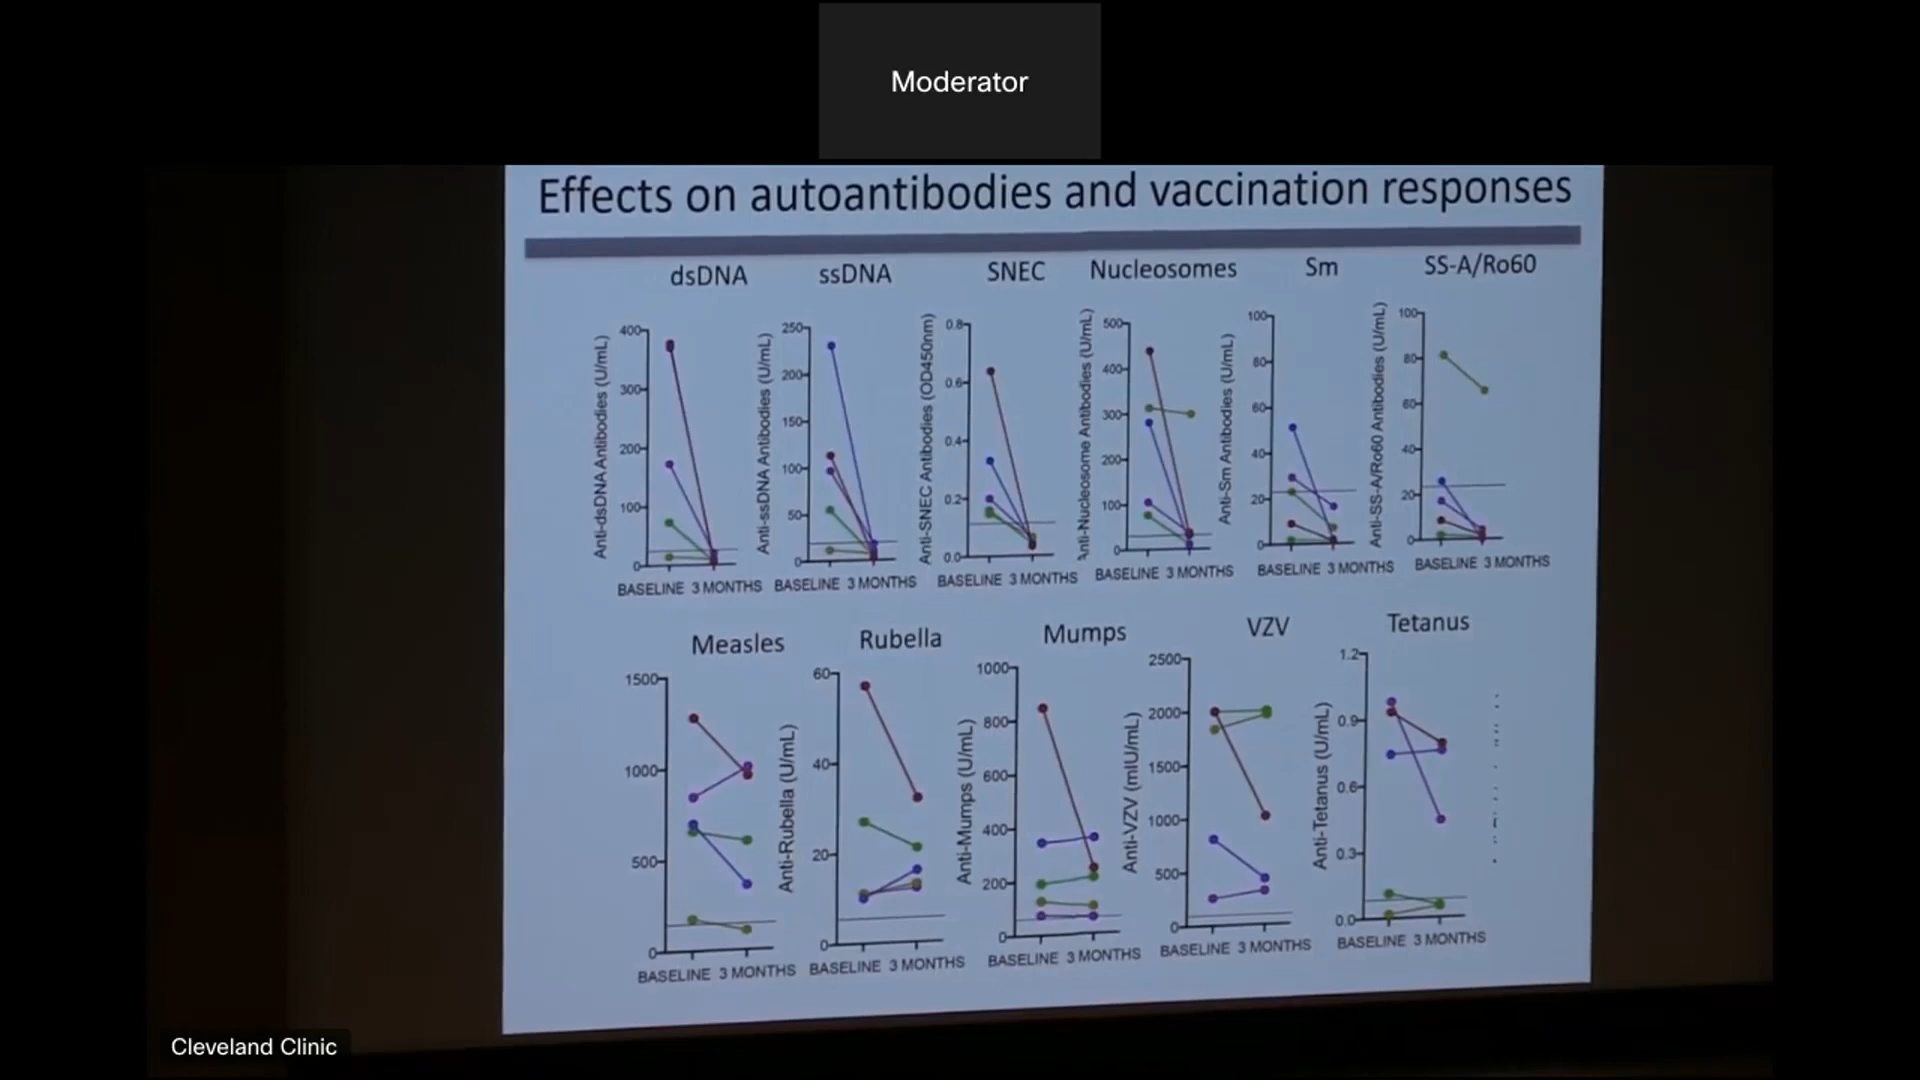 Moderator
Effects on autoantibodies and vaccination responses
dsDNA
ssDNA
SNEC
Nucleosomes
Sm
SS-A/Ro60
Anti-dsDNA Antibodies (U/mL)
400
300
200
100
0
BASELINE 3 MONTHS
Anti-ssDNA Antibodies (U/mL)
250
200
150
100
50
0
BASELINE 3 MONTHS
Anti-SNEC Antibodies (OD450nm)
0.8
0.6
0.4
0.2
0.0
BASELINE 3 MONTHS
Anti-Nucleosome Antibodies (U/mL)
500
400
300
200
100
0
BASELINE 3 MONTHS
Anti-Sm Antibodies (U/mL)
100
80
60
40
20
0
BASELINE 3 MONTHS
Anti-SS-A/Ro60 Antibodies (U/mL)
100
80
60
40
20
0
BASELINE 3 MONTHS
Measles
Rubella
Mumps
VZV
Tetanus
1500
1000
500
0
BASELINE 3 MONTHS
Anti-Rubella (U/mL)
60
40
20
0
BASELINE 3 MONTHS
Anti-Mumps (U/mL)
1000
800
600
400
200
0
BASELINE 3 MONTHS
Anti-VZV (mIU/mL)
2500
2000
1500
1000
500
0
BASELINE 3 MONTHS
Anti-Tetanus (U/mL)
1.2
0.9
0.6
0.3
0.0
BASELINE 3 MONTHS
Cleveland Clinic